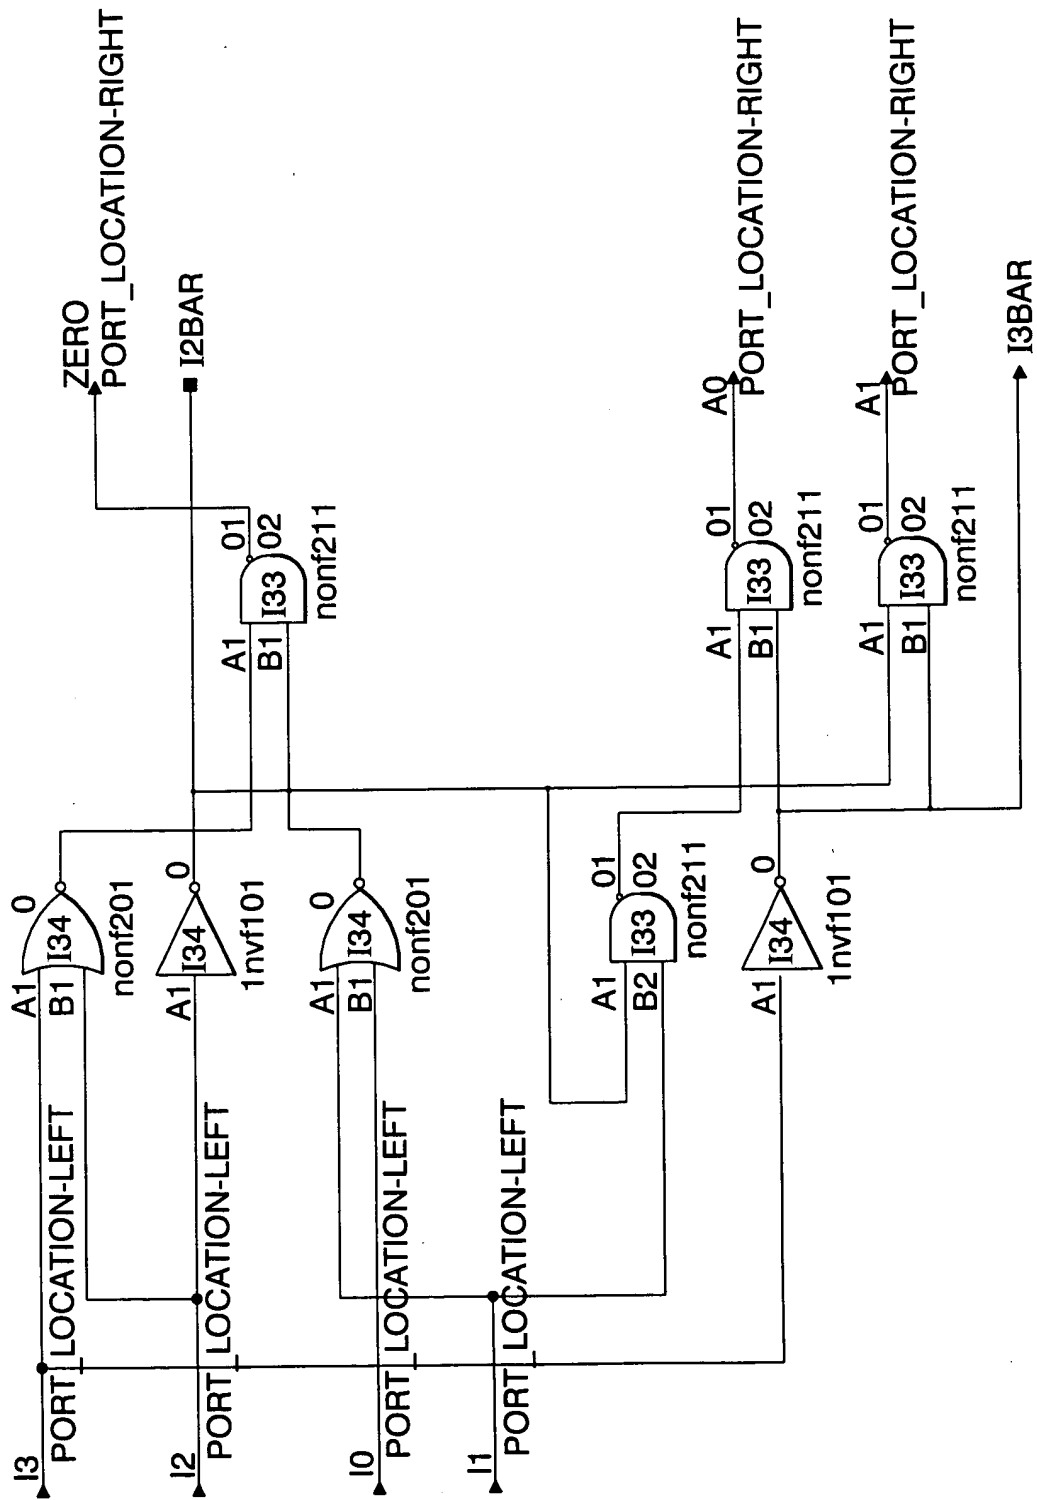 I3
PORT_LOCATION-LEFT
A1
B1
I34
0
nonf201
ZERO
PORT_LOCATION-RIGHT
I2
PORT_LOCATION-LEFT
A1
I34
0
1nvf101
I2BAR
A1
B1
I33
01
02
nonf211
I0
PORT_LOCATION-LEFT
A1
B1
I34
0
nonf201
I1
PORT_LOCATION-LEFT
A1
B2
I33
01
02
nonf211
A1
B1
I33
01
02
nonf211
A0
PORT_LOCATION-RIGHT
A1
I34
0
1nvf101
A1
B1
I33
01
02
nonf211
A1
PORT_LOCATION-RIGHT
I3BAR